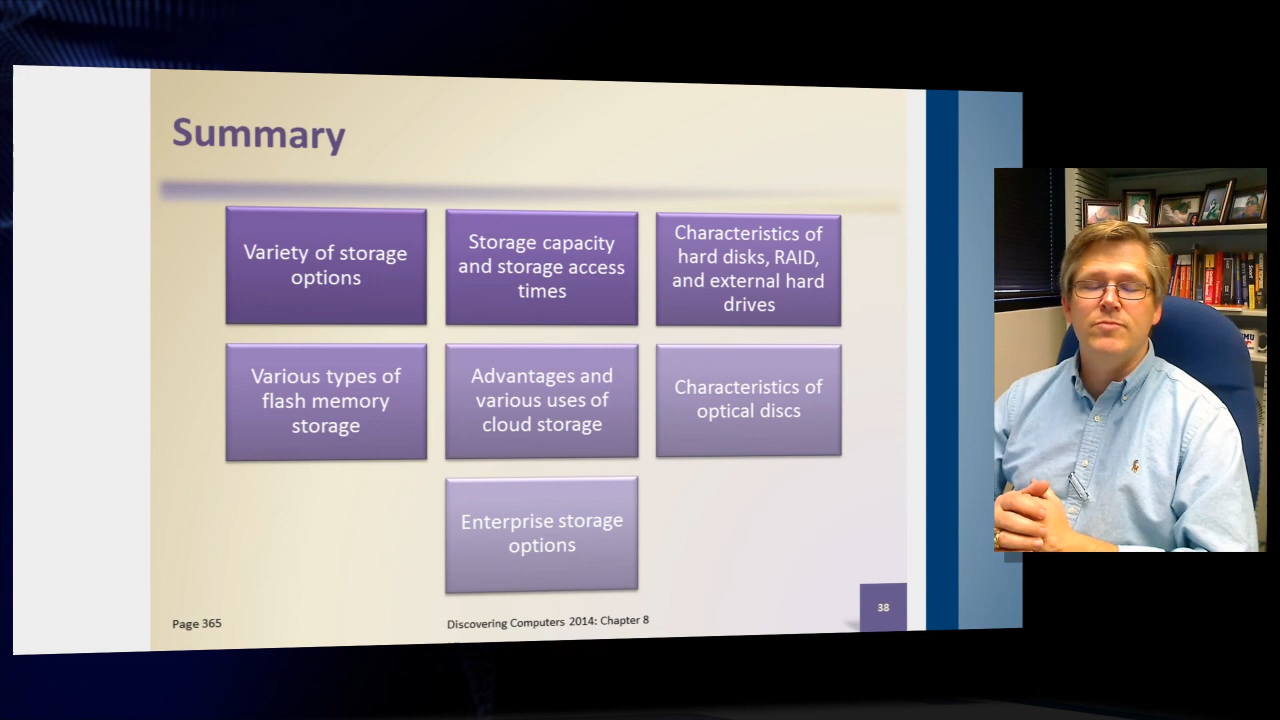 Summary
Variety of storage
options
Storage capacity
and storage access
times
Characteristics of
hard disks, RAID,
and external hard
drives
Various types of
flash memory
storage
Advantages and
various uses of
cloud storage
Characteristics of
optical discs
Enterprise storage
options
Page 365
Discovering Computers 2014: Chapter 8
38